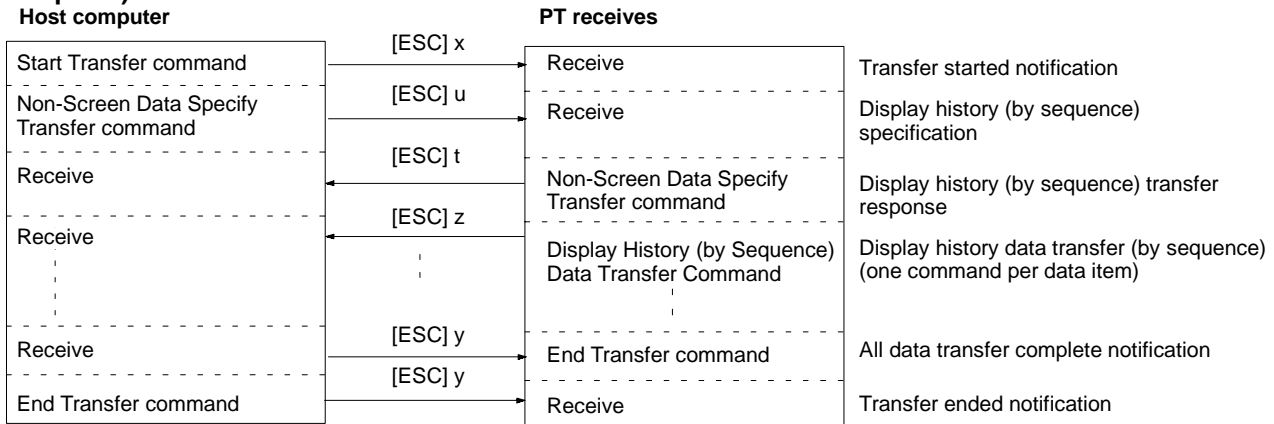 Host computer
PT receives
Start Transfer command
[ESC] x
Receive
Transfer started notification
Non-Screen Data Specify
Transfer command
[ESC] u
Receive
Display history (by sequence)
specification
Receive
[ESC] t
Non-Screen Data Specify
Transfer command
Display history (by sequence) transfer
response
Receive
[ESC] z
Display History (by Sequence)
Data Transfer Command
Display history data transfer (by sequence)
(one command per data item)
Receive
[ESC] y
End Transfer command
All data transfer complete notification
End Transfer command
[ESC] y
Receive
Transfer ended notification